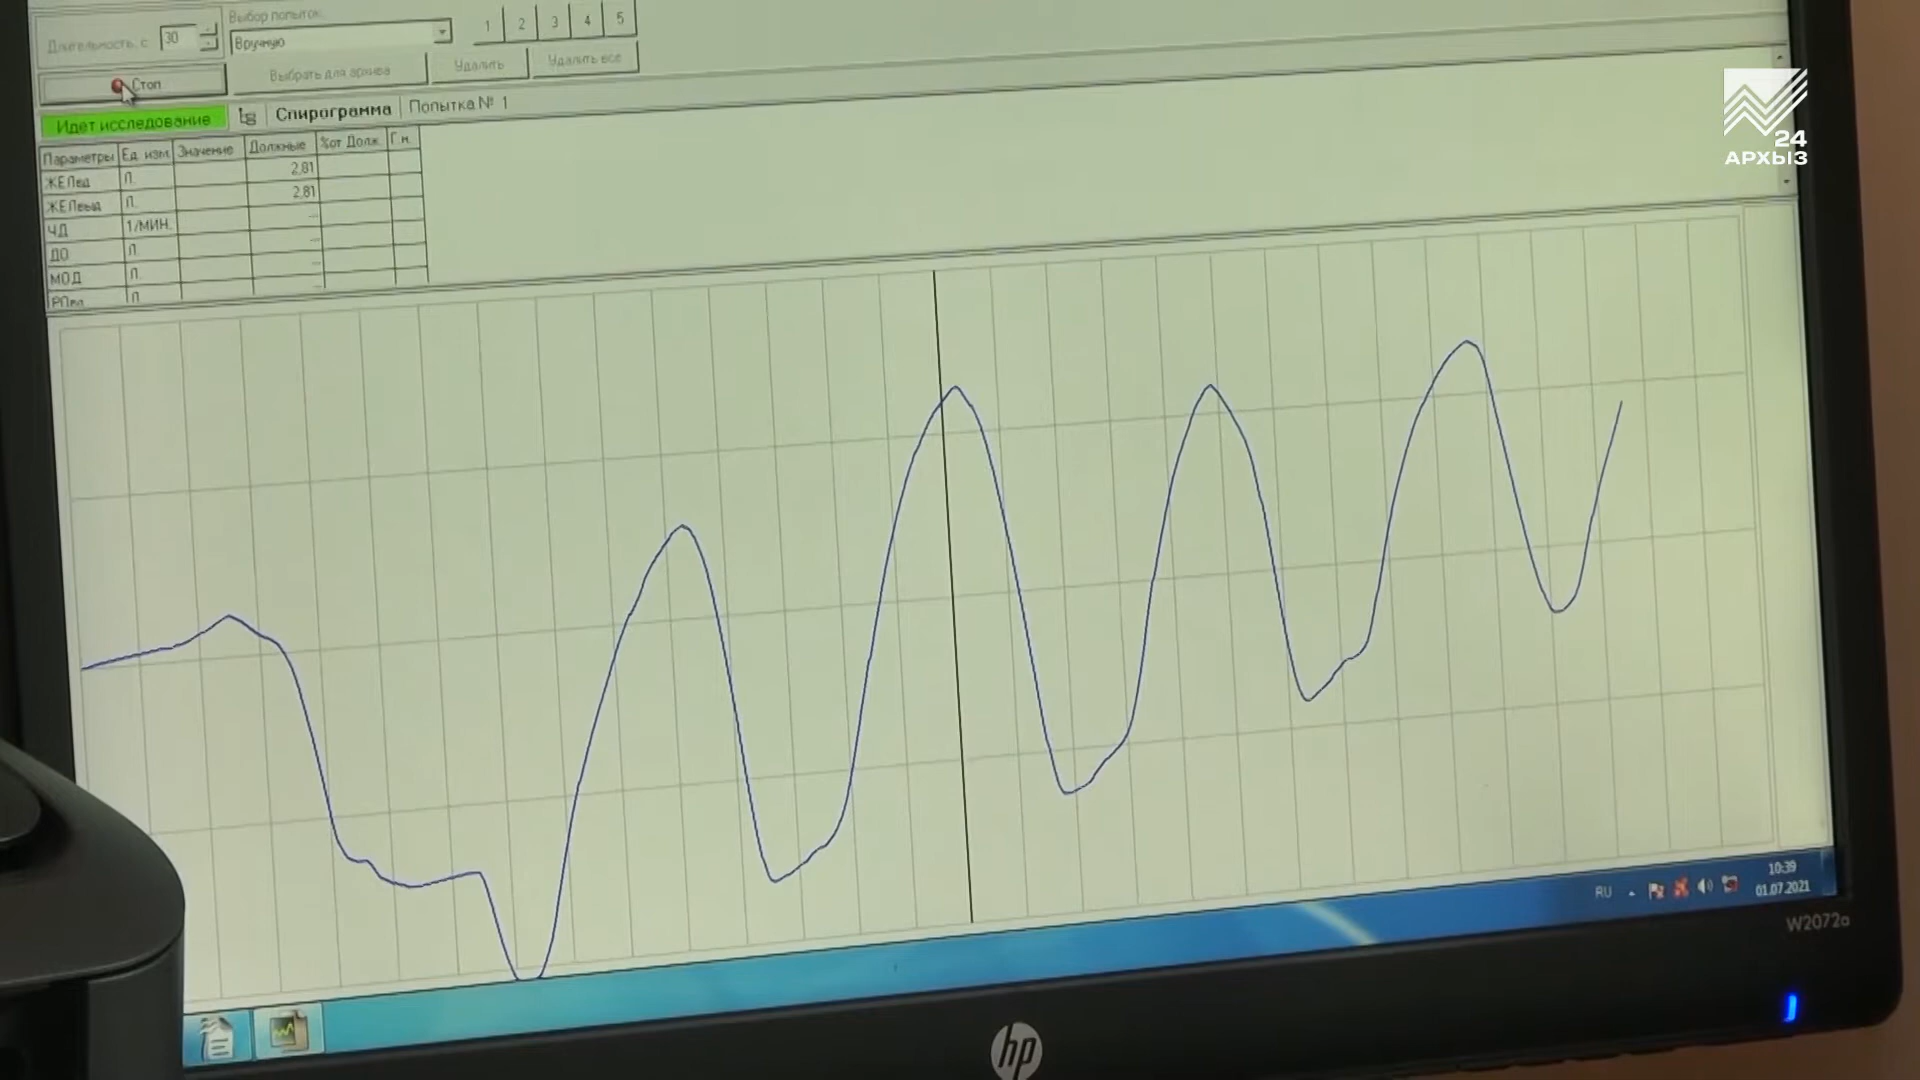 Выбор попыток:
Длительность, с 30
Вручную
1 2 3 4 5
Стоп
Выбрать для архива
Удалить
Удалить все
Идет исследование
Спирограмма
Попытка № 1
Параметры Ед. изм. Значение Должные %от Долж. Г.н.
ЖЕЛвд Л. 2,81
ЖЕЛвыд Л. 2,81
ЧД 1/МИН.
ДО Л.
МОД Л.
РОвд Л.
24
АРХЫЗ
RU
10:39
01.07.2021
W2072a
hp